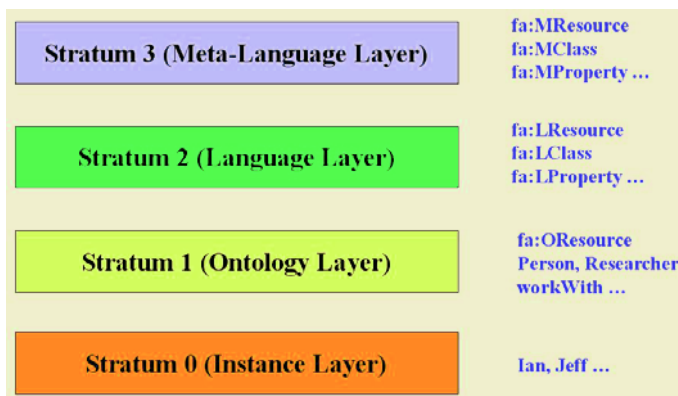 Stratum 3 (Meta-Language Layer)
fa:MResource
fa:MClass
fa:MProperty ...
Stratum 2 (Language Layer)
fa:LResource
fa:LClass
fa:LProperty ...
Stratum 1 (Ontology Layer)
fa:OResource
Person, Researcher
workWith ...
Stratum 0 (Instance Layer)
Ian, Jeff ...